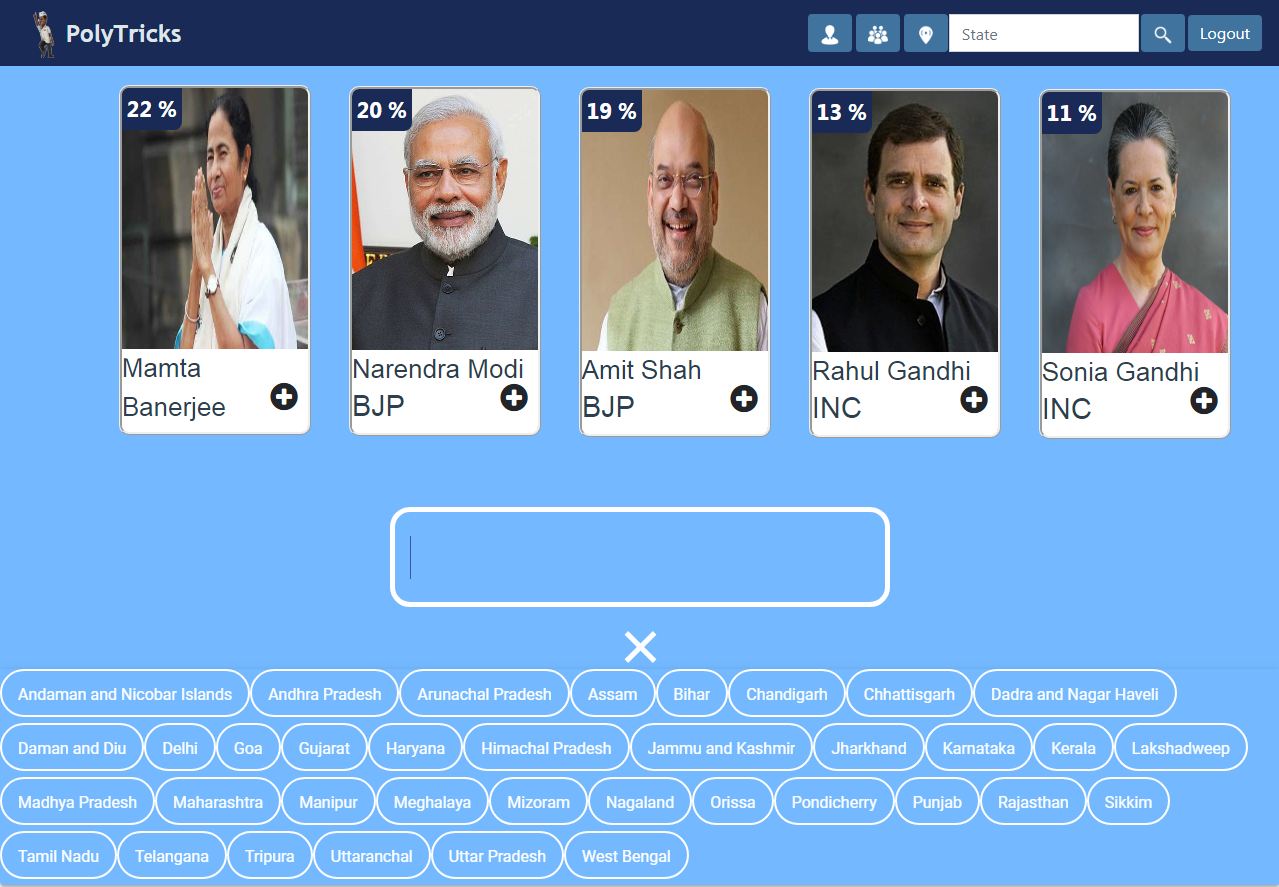 PolyTricks
State
Logout
22 %
20 %
19 %
13 %
11 %
Mamta
Banerjee
Narendra Modi
BJP
Amit Shah
BJP
Rahul Gandhi
INC
Sonia Gandhi
INC
Andaman and Nicobar Islands
Andhra Pradesh
Arunachal Pradesh
Assam
Bihar
Chandigarh
Chhattisgarh
Dadra and Nagar Haveli
Daman and Diu
Delhi
Goa
Gujarat
Haryana
Himachal Pradesh
Jammu and Kashmir
Jharkhand
Karnataka
Kerala
Lakshadweep
Madhya Pradesh
Maharashtra
Manipur
Meghalaya
Mizoram
Nagaland
Orissa
Pondicherry
Punjab
Rajasthan
Sikkim
Tamil Nadu
Telangana
Tripura
Uttaranchal
Uttar Pradesh
West Bengal